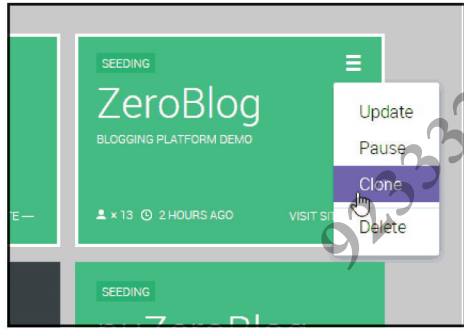 SEEDING
ZeroBlog
BLOGGING PLATFORM DEMO
Update
Pause
Clone
Delete
× 13 2 HOURS AGO
VISIT SIT
TE —
SEEDING
923333